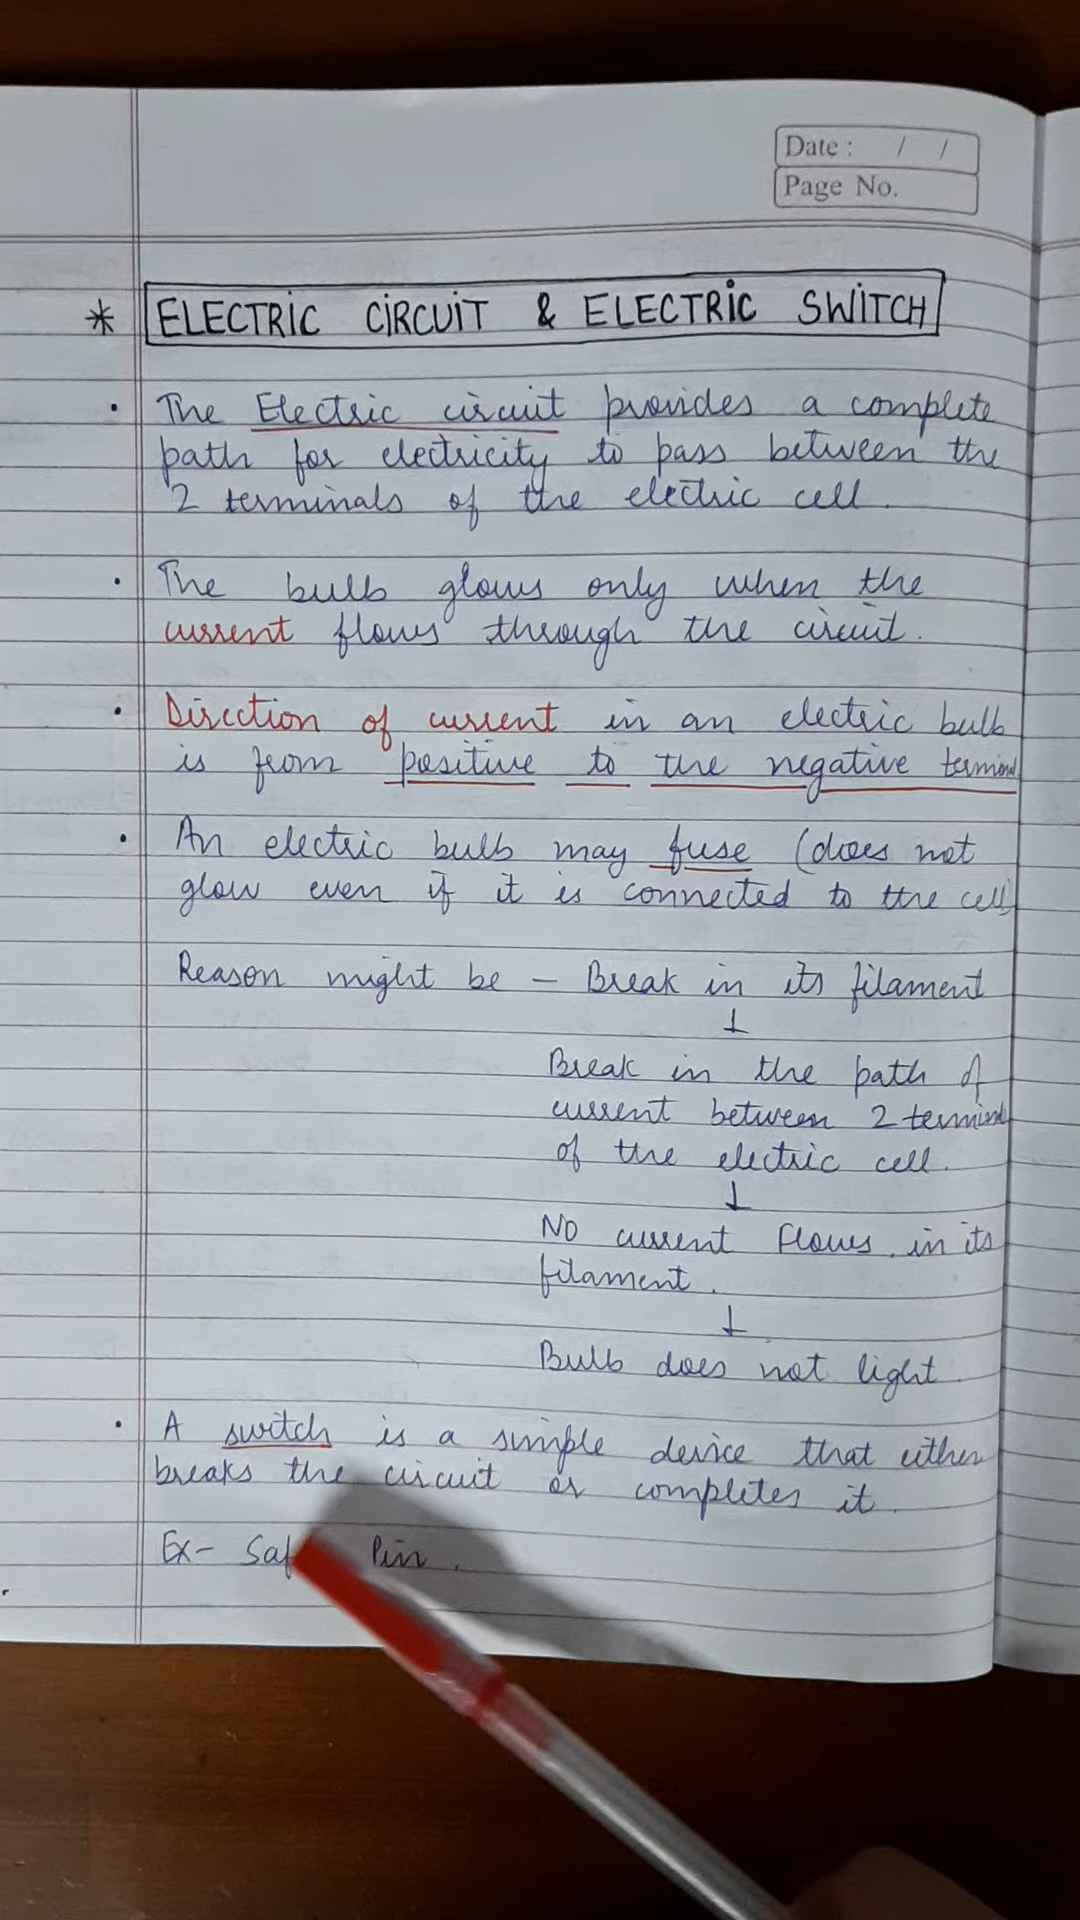 Date : / /
Page No.
* ELECTRIC CIRCUIT & ELECTRIC SWITCH
• The Electric circuit provides a complete
path for electricity to pass between the
2 terminals of the electric cell.
• The bulb glows only when the
current flows through the circuit.
• Direction of current in an electric bulb
is from positive to the negative terminal
• An electric bulb may fuse (does not
glow even if it is connected to the cell)
Reason might be - Break in its filament
↓
Break in the path of
current between 2 terminal
of the electric cell.
↓
No current flows in its
filament.
↓
Bulb does not light.
• A switch is a simple device that either
breaks the circuit or completes it.
Ex- Saf Pin.